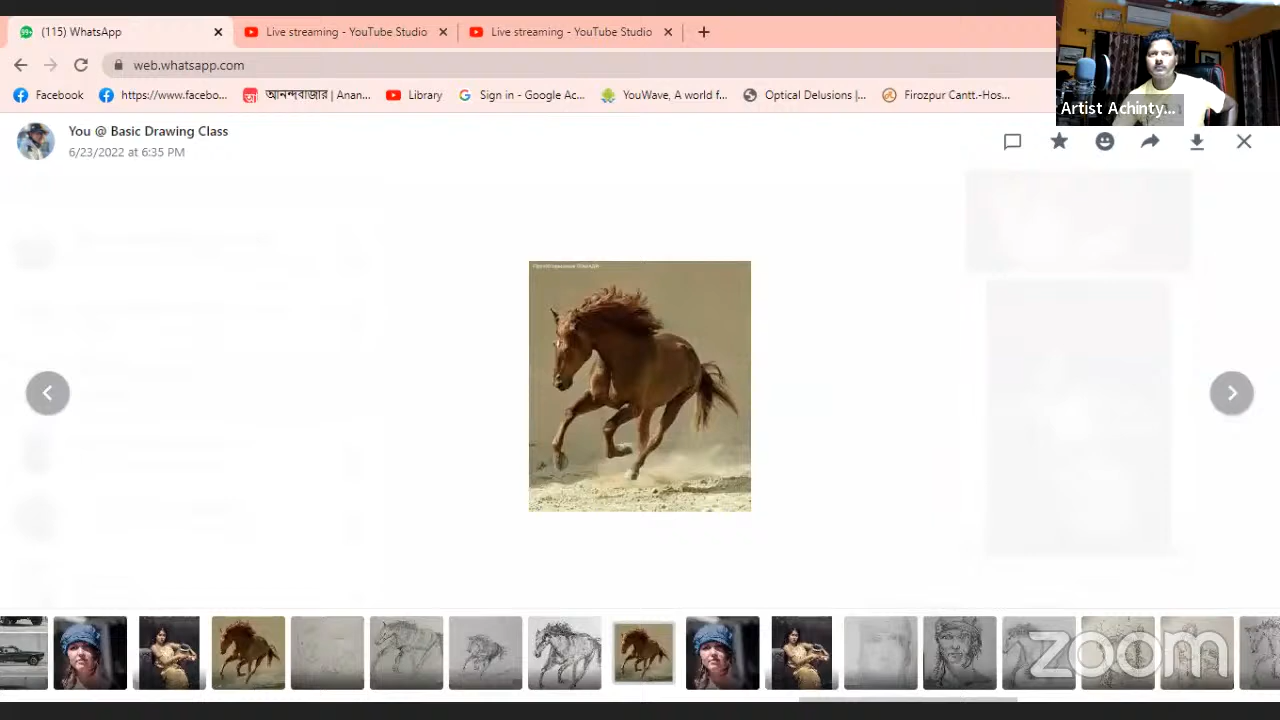 (115) WhatsApp
Live streaming - YouTube Studio
Live streaming - YouTube Studio
web.whatsapp.com
Facebook
https://www.facebo...
আনন্দবাজার | Anan...
Library
Sign in - Google Ac...
YouWave, A world f...
Optical Delusions |...
Firozpur Cantt.-Hos...
Artist Achinty...
You @ Basic Drawing Class
6/23/2022 at 6:35 PM
zoom